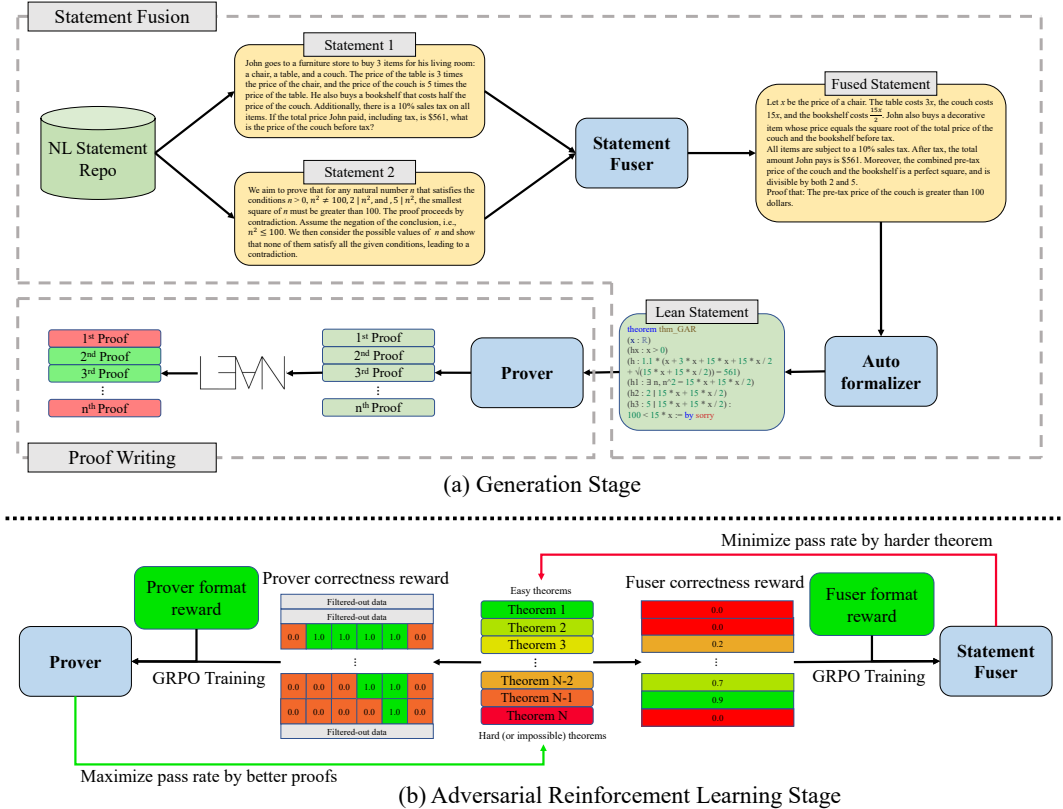 Statement Fusion
NL Statement
Repo
Statement 1
John goes to a furniture store to buy 3 items for his living room:
a chair, a table, and a couch. The price of the table is 3 times
the price of the chair, and the price of the couch is 5 times the
price of the table. He also buys a bookshelf that costs half the
price of the couch. Additionally, there is a 10% sales tax on all
items. If the total price John paid, including tax, is $561, what
is the price of the couch before tax?
Statement 2
We aim to prove that for any natural number n that satisfies the
conditions n > 0, n² ≠ 100, 2 | n², and , 5 | n², the smallest
square of n must be greater than 100. The proof proceeds by
contradiction. Assume the negation of the conclusion, i.e.,
n² ≤ 100. We then consider the possible values of n and show
that none of them satisfy all the given conditions, leading to a
contradiction.
Statement
Fuser
Fused Statement
Let x be the price of a chair. The table costs 3x, the couch costs
15x, and the bookshelf costs 15x/2. John also buys a decorative
item whose price equals the square root of the total price of the
couch and the bookshelf before tax.
All items are subject to a 10% sales tax. After tax, the total
amount John pays is $561. Moreover, the combined pre-tax
price of the couch and the bookshelf is a perfect square, and is
divisible by both 2 and 5.
Proof that: The pre-tax price of the couch is greater than 100
dollars.
Auto
formalizer
Lean Statement
theorem thm_GAR
(x : ℝ)
(hx : x > 0)
(h : 1.1 * (x + 3 * x + 15 * x + 15 * x / 2
+ √(15 * x + 15 * x / 2)) = 561)
(h1 : ∃ n, n^2 = 15 * x + 15 * x / 2)
(h2 : 2 | 15 * x + 15 * x / 2)
(h3 : 5 | 15 * x + 15 * x / 2) :
100 < 15 * x := by sorry
Prover
1st Proof
2nd Proof
3rd Proof
⋮
nth Proof
L∃∀N
1st Proof
2nd Proof
3rd Proof
⋮
nth Proof
Proof Writing
(a) Generation Stage
Minimize pass rate by harder theorem
Prover format
reward
Prover correctness reward
Filtered-out data
Filtered-out data
0.0 1.0 1.0 1.0 1.0 0.0
⋮
0.0 0.0 0.0 1.0 1.0 0.0
0.0 0.0 0.0 0.0 1.0 0.0
Filtered-out data
Easy theorems
Theorem 1
Theorem 2
Theorem 3
⋮
Theorem N-2
Theorem N-1
Theorem N
Hard (or impossible) theorems
Fuser correctness reward
0.0
0.0
0.2
⋮
0.7
0.9
0.0
Fuser format
reward
Prover
GRPO Training
GRPO Training
Statement
Fuser
Maximize pass rate by better proofs
(b) Adversarial Reinforcement Learning Stage